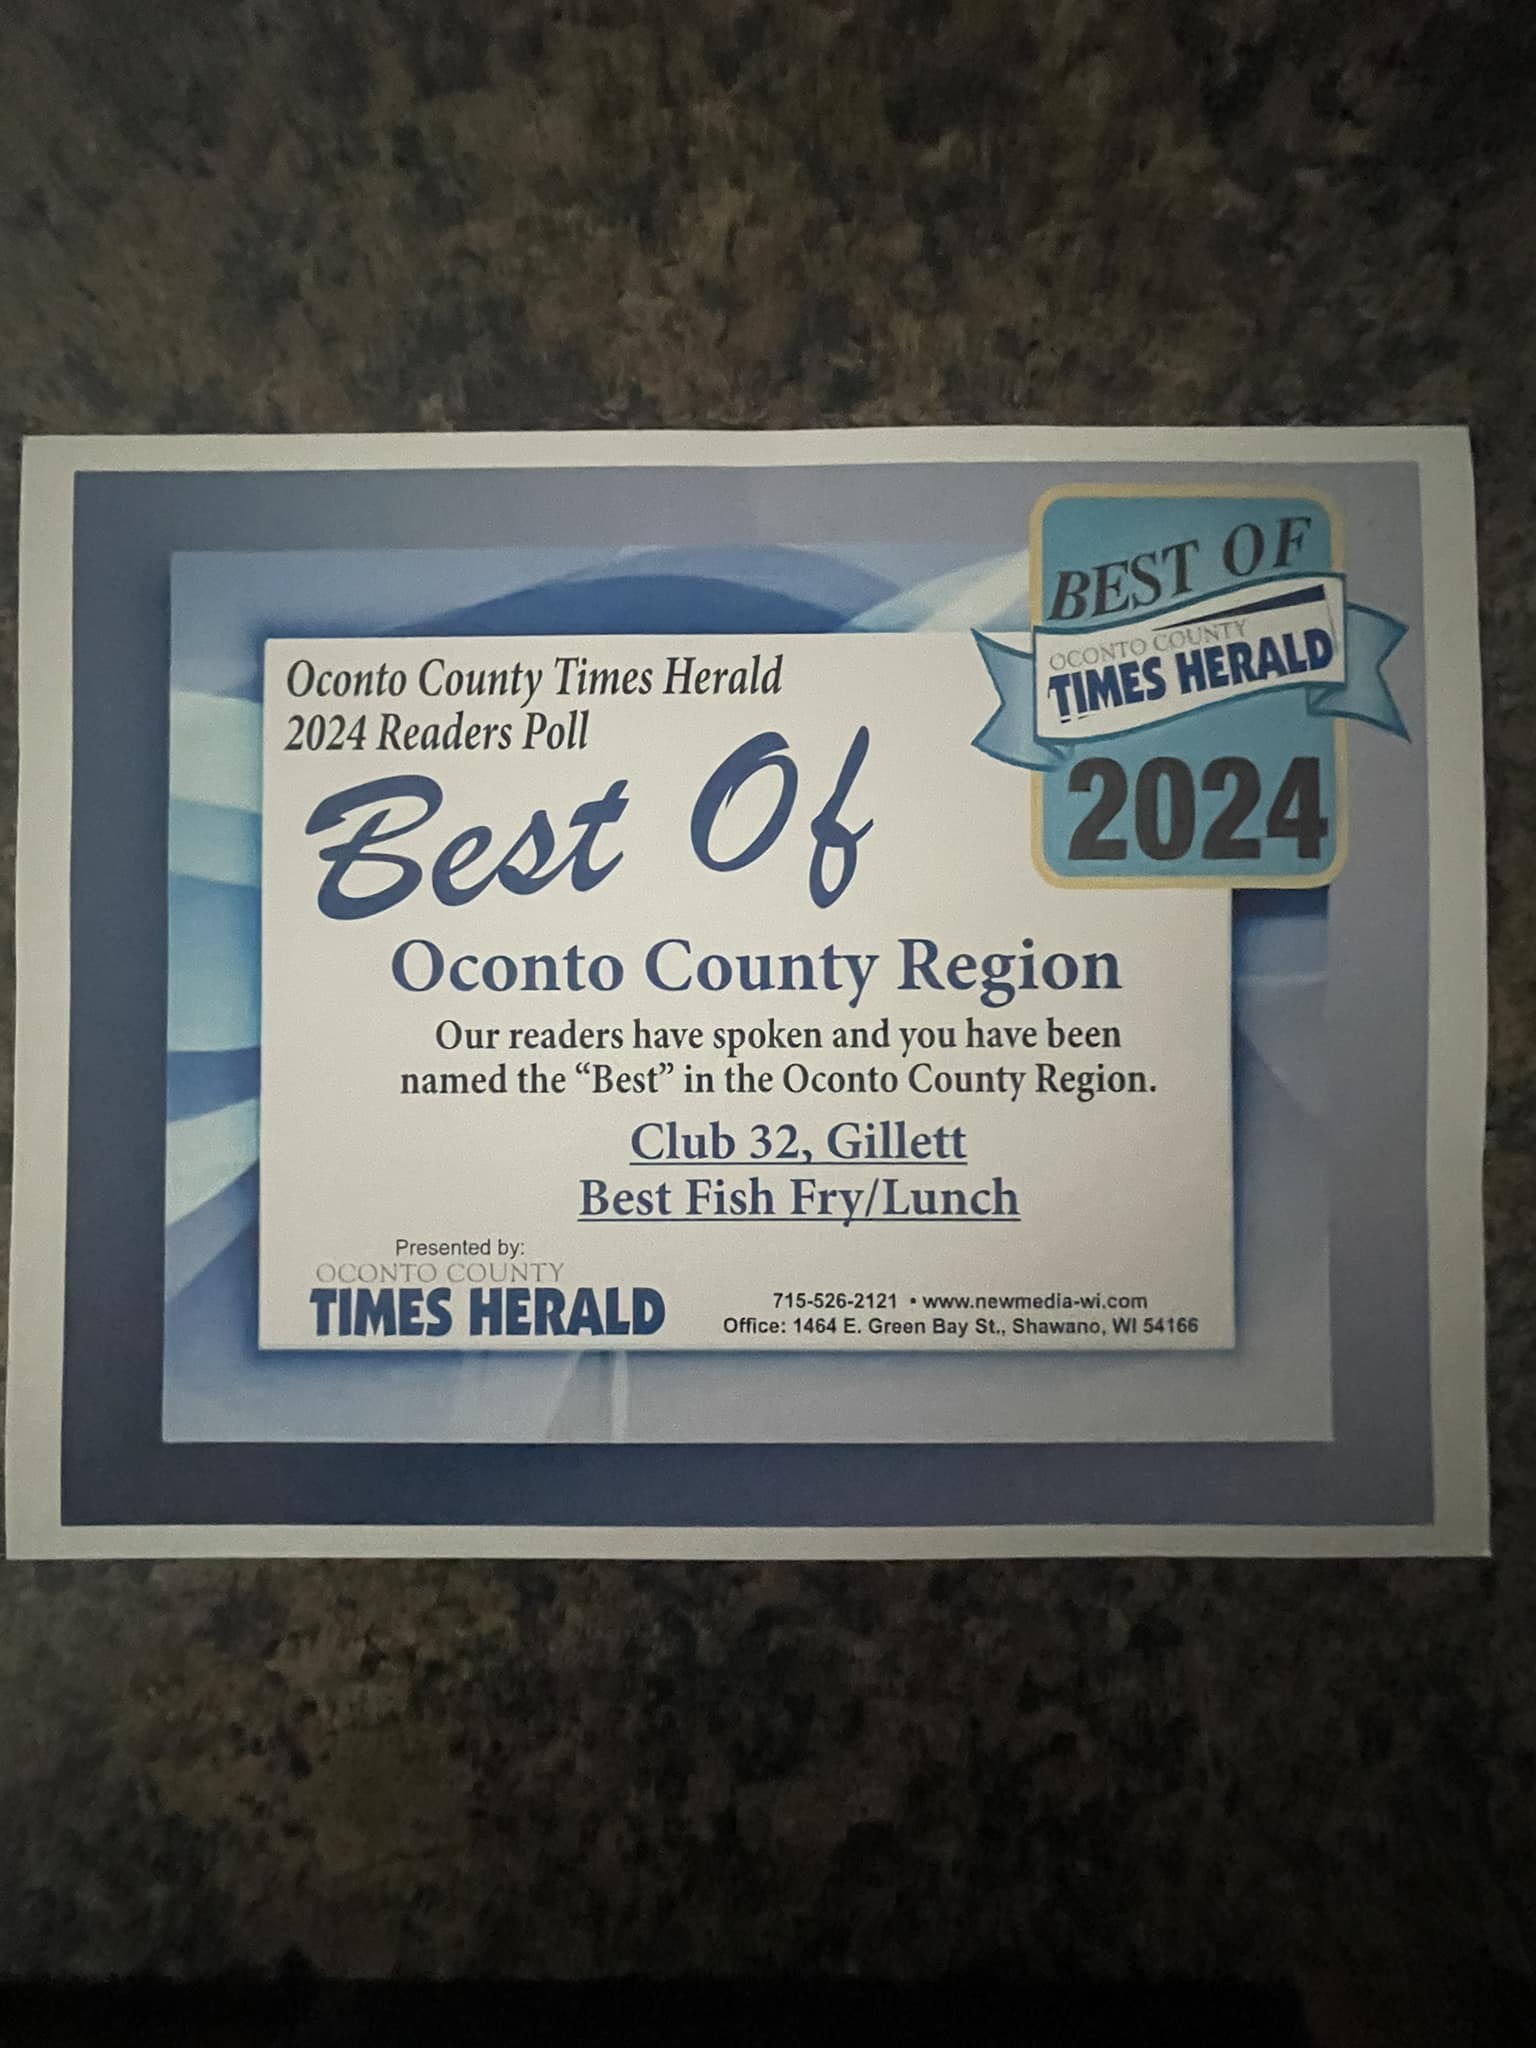 BEST OF
OCONTO COUNTY
TIMES HERALD
2024
Oconto County Times Herald
2024 Readers Poll
Best Of
Oconto County Region
Our readers have spoken and you have been
named the “Best” in the Oconto County Region.
Club 32, Gillett
Best Fish Fry/Lunch
Presented by:
OCONTO COUNTY
TIMES HERALD
715-526-2121 • www.newmedia-wi.com
Office: 1464 E. Green Bay St., Shawano, WI 54166